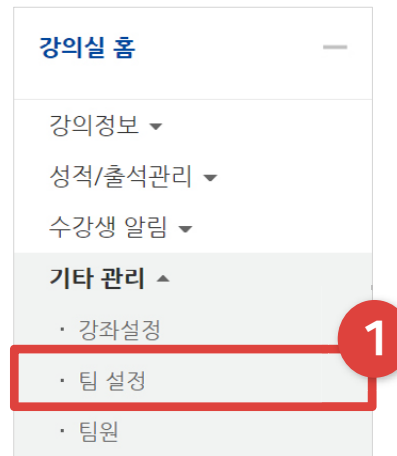 강의실 홈
강의정보
성적/출석관리
수강생 알림
기타 관리
· 강좌설정
1
· 팀 설정
· 팀원